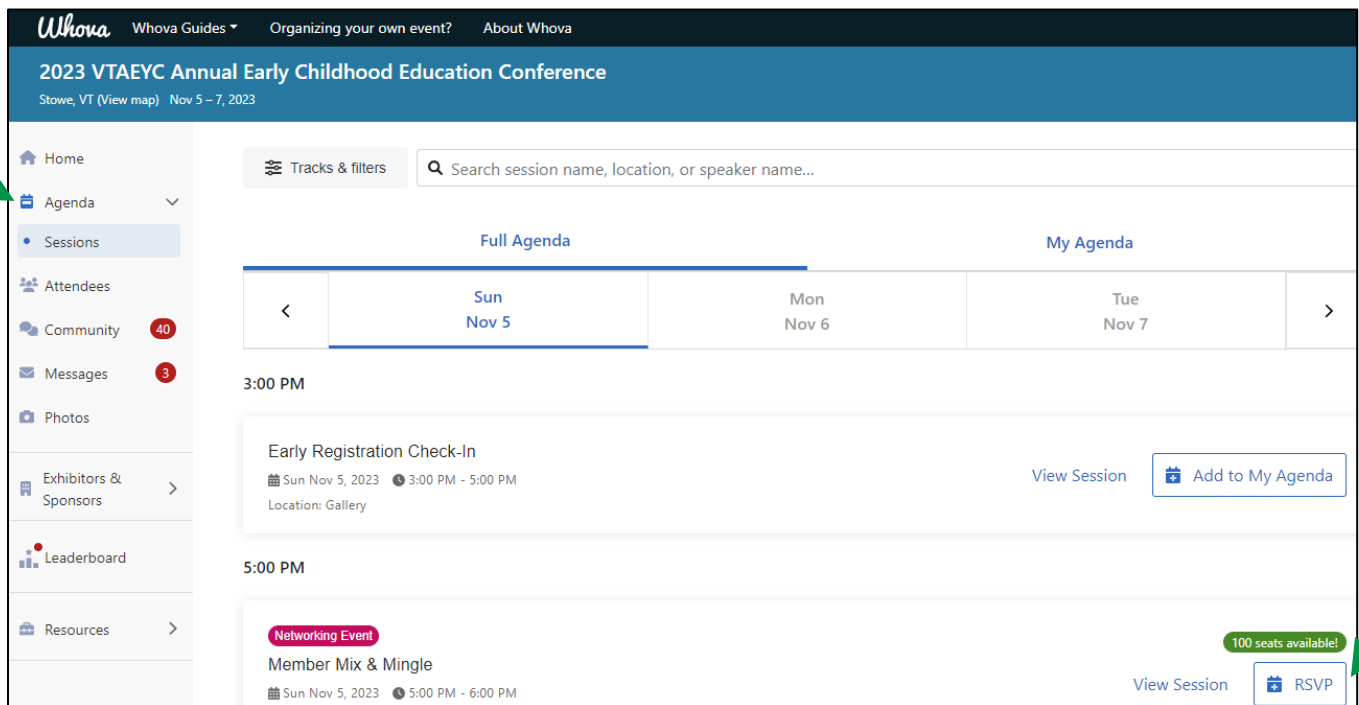 Whova Whova Guides Organizing your own event? About Whova
2023 VTAEYC Annual Early Childhood Education Conference
Stowe, VT (View map) Nov 5 – 7, 2023
Home
Agenda
Sessions
Attendees
Community 40
Messages 3
Photos
Exhibitors &
Sponsors
Leaderboard
Resources
Tracks & filters
Search session name, location, or speaker name...
Full Agenda My Agenda
Sun Mon Tue
Nov 5 Nov 6 Nov 7
3:00 PM
Early Registration Check-In
Sun Nov 5, 2023 3:00 PM - 5:00 PM
Location: Gallery
View Session Add to My Agenda
5:00 PM
Networking Event
Member Mix & Mingle
Sun Nov 5, 2023 5:00 PM - 6:00 PM
100 seats available!
View Session RSVP